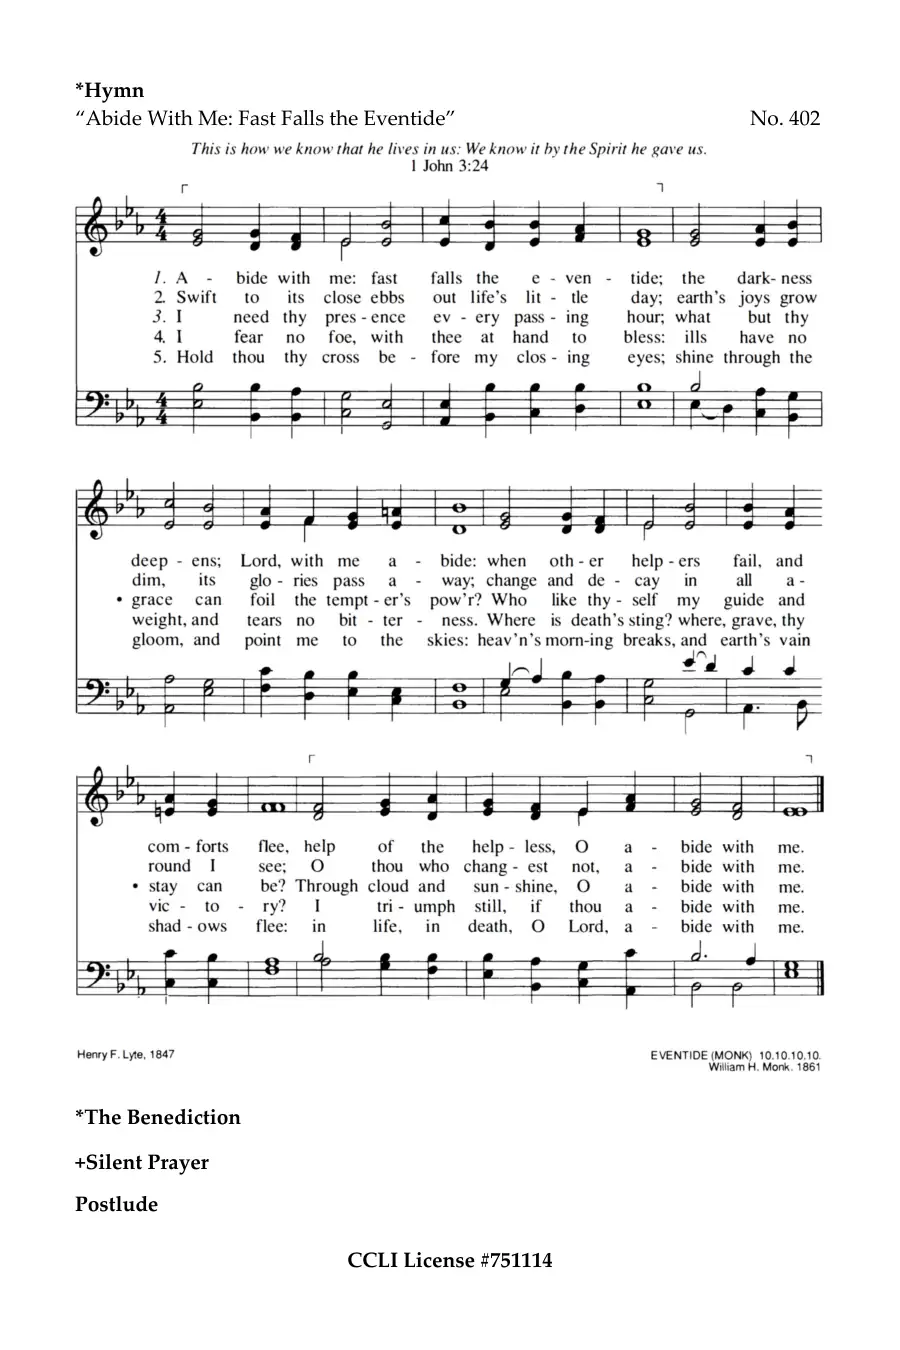 *Hymn
“Abide With Me: Fast Falls the Eventide” No. 402
This is how we know that he lives in us: We know it by the Spirit he gave us.
1 John 3:24
1. A - bide with me: fast falls the e - ven - tide; the dark- ness
2. Swift to its close ebbs out life's lit - tle day; earth's joys grow
3. I need thy pres - ence ev - ery pass - ing hour; what but thy
4. I fear no foe, with thee at hand to bless: ills have no
5. Hold thou thy cross be - fore my clos - ing eyes; shine through the
deep - ens; Lord, with me a - bide: when oth - er help - ers fail, and
dim, its glo - ries pass a - way; change and de - cay in all a -
• grace can foil the tempt - er's pow'r? Who like thy - self my guide and
weight, and tears no bit - ter - ness. Where is death's sting? where, grave, thy
gloom, and point me to the skies: heav'n's morn-ing breaks, and earth's vain
com - forts flee, help of the help - less, O a - bide with me.
round I see; O thou who chang - est not, a - bide with me.
• stay can be? Through cloud and sun - shine, O a - bide with me.
vic - to - ry? I tri - umph still, if thou a - bide with me.
shad - ows flee: in life, in death, O Lord, a - bide with me.
Henry F. Lyte, 1847 EVENTIDE (MONK) 10.10.10.10.
William H. Monk. 1861
*The Benediction
+Silent Prayer
Postlude
CCLI License #751114